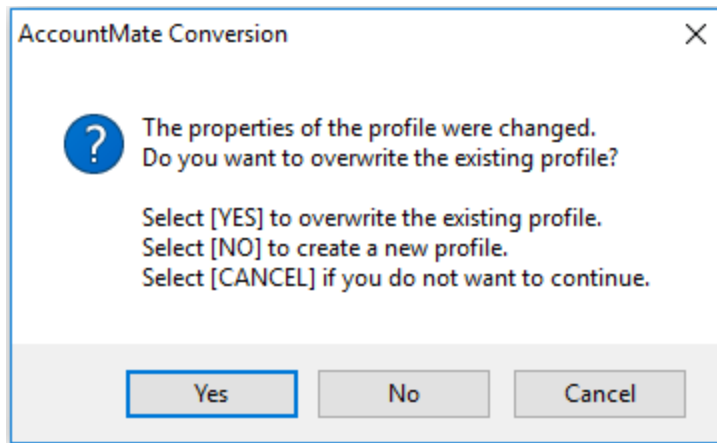 AccountMate Conversion
The properties of the profile were changed.
Do you want to overwrite the existing profile?
Select [YES] to overwrite the existing profile.
Select [NO] to create a new profile.
Select [CANCEL] if you do not want to continue.
Yes No Cancel